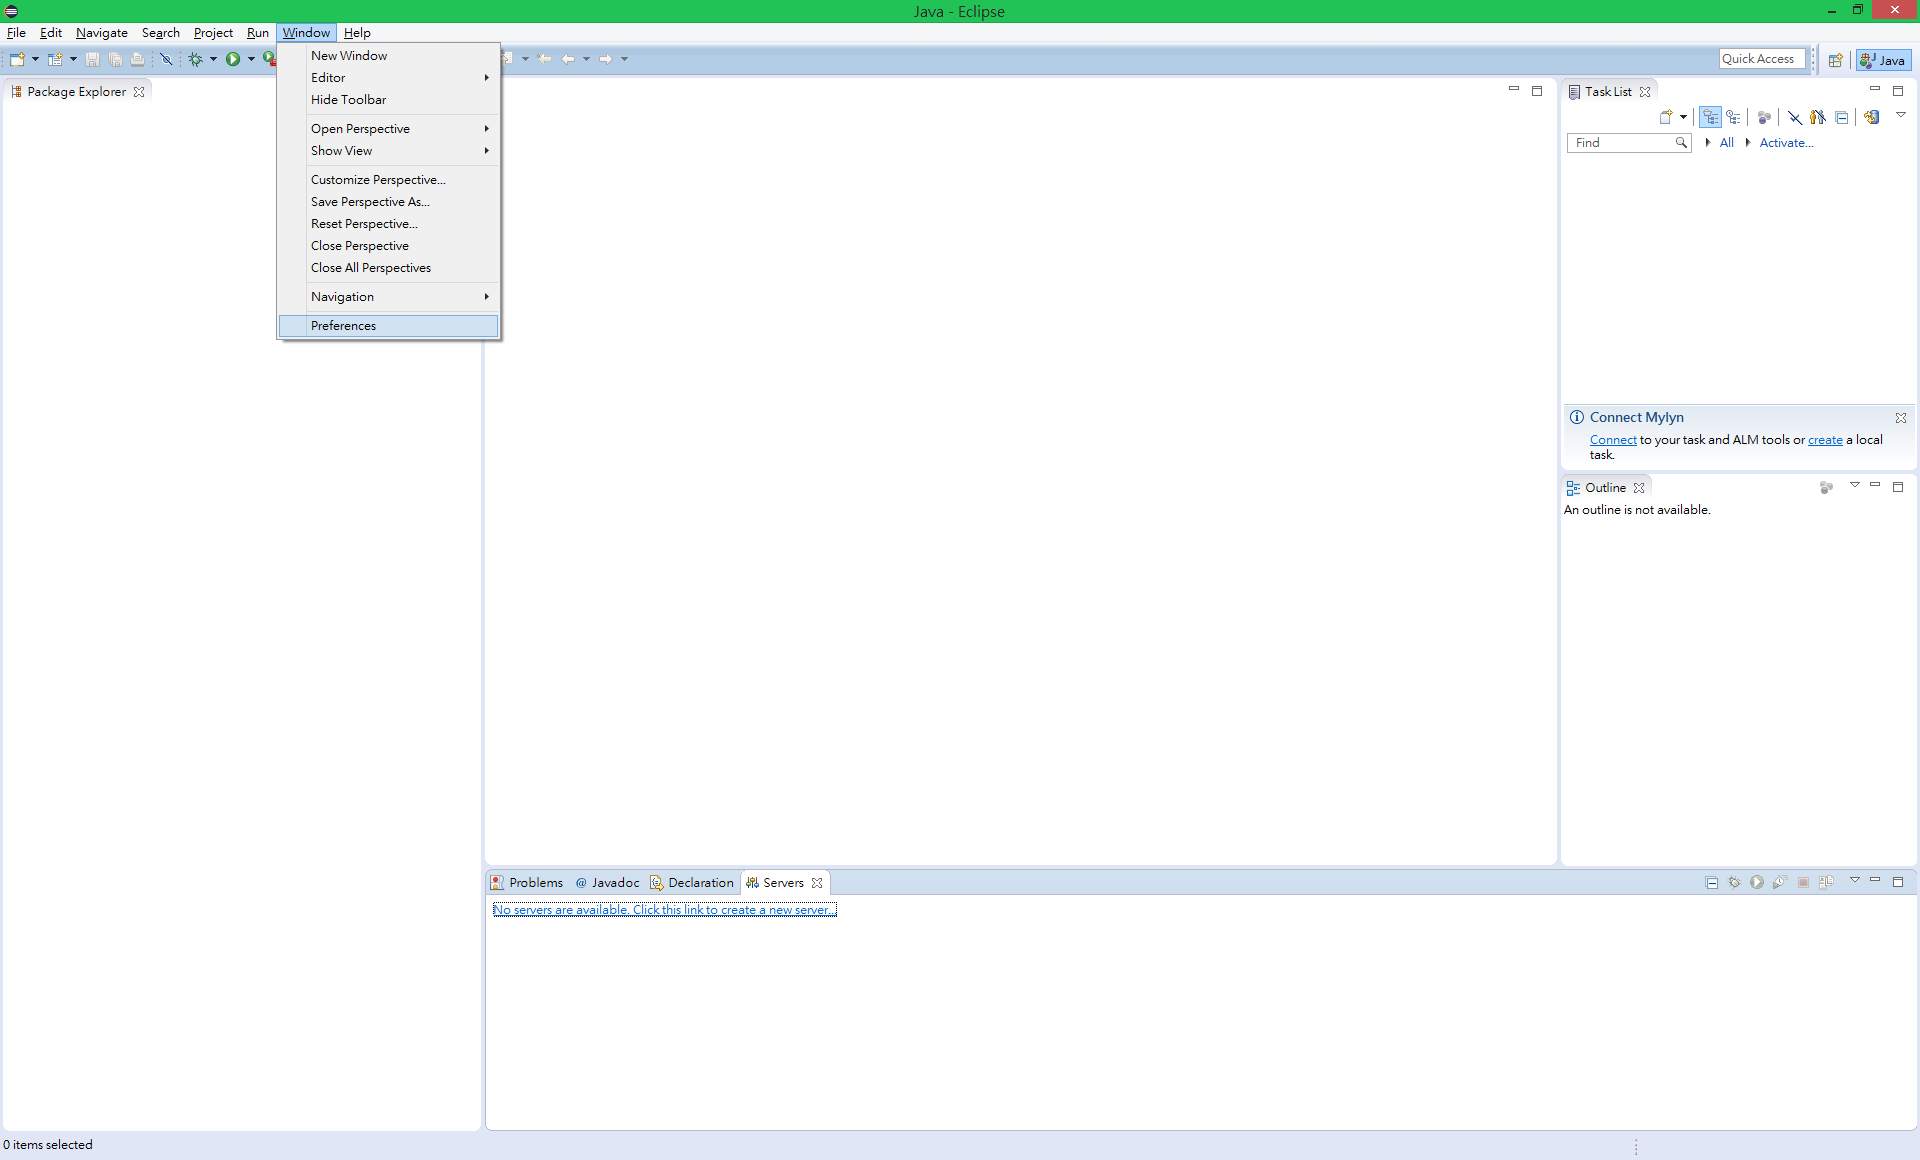 Java - Eclipse
File Edit Navigate Search Project Run Window Help
New Window
Editor
Hide Toolbar
Open Perspective
Show View
Customize Perspective...
Save Perspective As...
Reset Perspective...
Close Perspective
Close All Perspectives
Navigation
Preferences
Quick Access
Java
Package Explorer
Task List
Find
All
Activate...
Connect Mylyn
Connect to your task and ALM tools or create a local
task.
Outline
An outline is not available.
Problems @ Javadoc Declaration Servers
No servers are available. Click this link to create a new server...
0 items selected